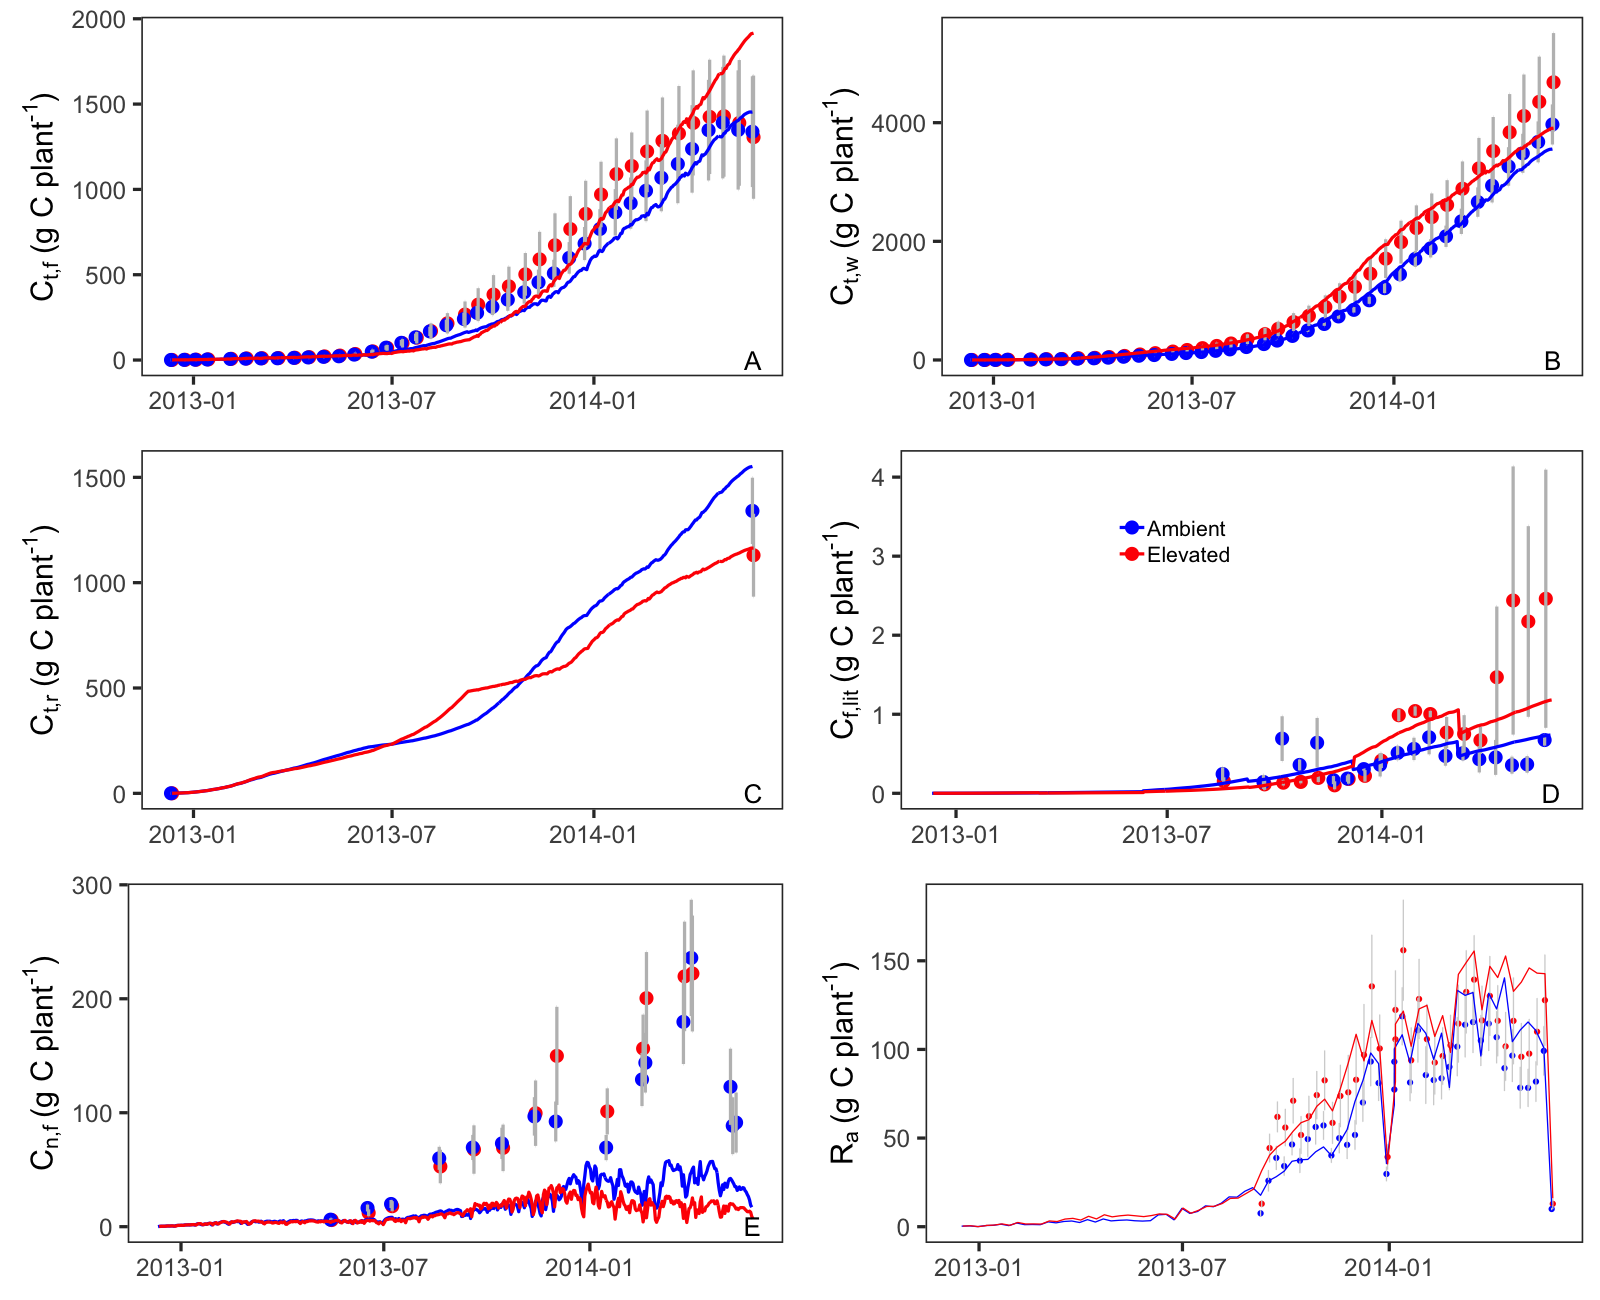 C_t,f (g C plant^-1)
2000
1500
1000
500
0
A
2013-01 2013-07 2014-01
C_t,w (g C plant^-1)
4000
2000
0
B
2013-01 2013-07 2014-01
C_t,r (g C plant^-1)
1500
1000
500
0
C
2013-01 2013-07 2014-01
C_f,lit (g C plant^-1)
4
3
2
1
0
Ambient
Elevated
D
2013-01 2013-07 2014-01
C_n,f (g C plant^-1)
300
200
100
0
E
2013-01 2013-07 2014-01
R_a (g C plant^-1)
150
100
50
0
2013-01 2013-07 2014-01